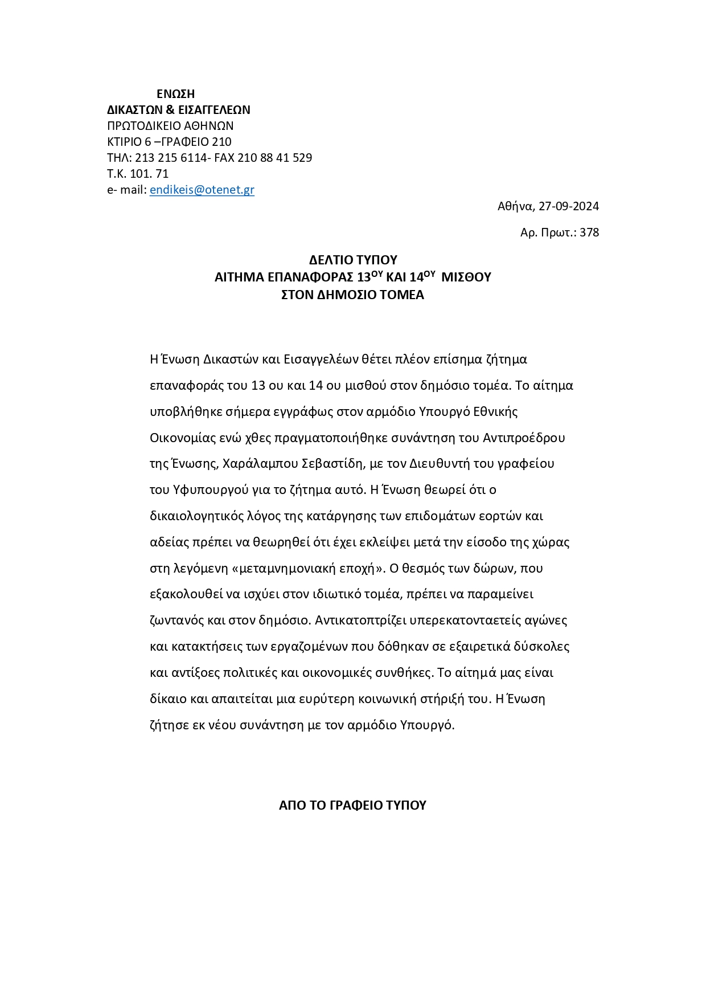 ΕΝΩΣΗ
ΔΙΚΑΣΤΩΝ & ΕΙΣΑΓΓΕΛΕΩΝ
ΠΡΩΤΟΔΙΚΕΙΟ ΑΘΗΝΩΝ
ΚΤΙΡΙΟ 6 –ΓΡΑΦΕΙΟ 210
ΤΗΛ: 213 215 6114- FAX 210 88 41 529
Τ.Κ. 101. 71
e- mail: endikeis@otenet.gr
Αθήνα, 27-09-2024
Αρ. Πρωτ.: 378
ΔΕΛΤΙΟ ΤΥΠΟΥ
ΑΙΤΗΜΑ ΕΠΑΝΑΦΟΡΑΣ 13ΟΥ ΚΑΙ 14ΟΥ ΜΙΣΘΟΥ
ΣΤΟΝ ΔΗΜΟΣΙΟ ΤΟΜΕΑ
Η Ένωση Δικαστών και Εισαγγελέων θέτει πλέον επίσημα ζήτημα
επαναφοράς του 13 ου και 14 ου μισθού στον δημόσιο τομέα. Το αίτημα
υποβλήθηκε σήμερα εγγράφως στον αρμόδιο Υπουργό Εθνικής
Οικονομίας ενώ χθες πραγματοποιήθηκε συνάντηση του Αντιπροέδρου
της Ένωσης, Χαράλαμπου Σεβαστίδη, με τον Διευθυντή του γραφείου
του Υφυπουργού για το ζήτημα αυτό. Η Ένωση θεωρεί ότι ο
δικαιολογητικός λόγος της κατάργησης των επιδομάτων εορτών και
αδείας πρέπει να θεωρηθεί ότι έχει εκλείψει μετά την είσοδο της χώρας
στη λεγόμενη «μεταμνημονιακή εποχή». Ο θεσμός των δώρων, που
εξακολουθεί να ισχύει στον ιδιωτικό τομέα, πρέπει να παραμείνει
ζωντανός και στον δημόσιο. Αντικατοπτρίζει υπερεκατονταετείς αγώνες
και κατακτήσεις των εργαζομένων που δόθηκαν σε εξαιρετικά δύσκολες
και αντίξοες πολιτικές και οικονομικές συνθήκες. Το αίτημά μας είναι
δίκαιο και απαιτείται μια ευρύτερη κοινωνική στήριξή του. Η Ένωση
ζήτησε εκ νέου συνάντηση με τον αρμόδιο Υπουργό.
ΑΠΟ ΤΟ ΓΡΑΦΕΙΟ ΤΥΠΟΥ